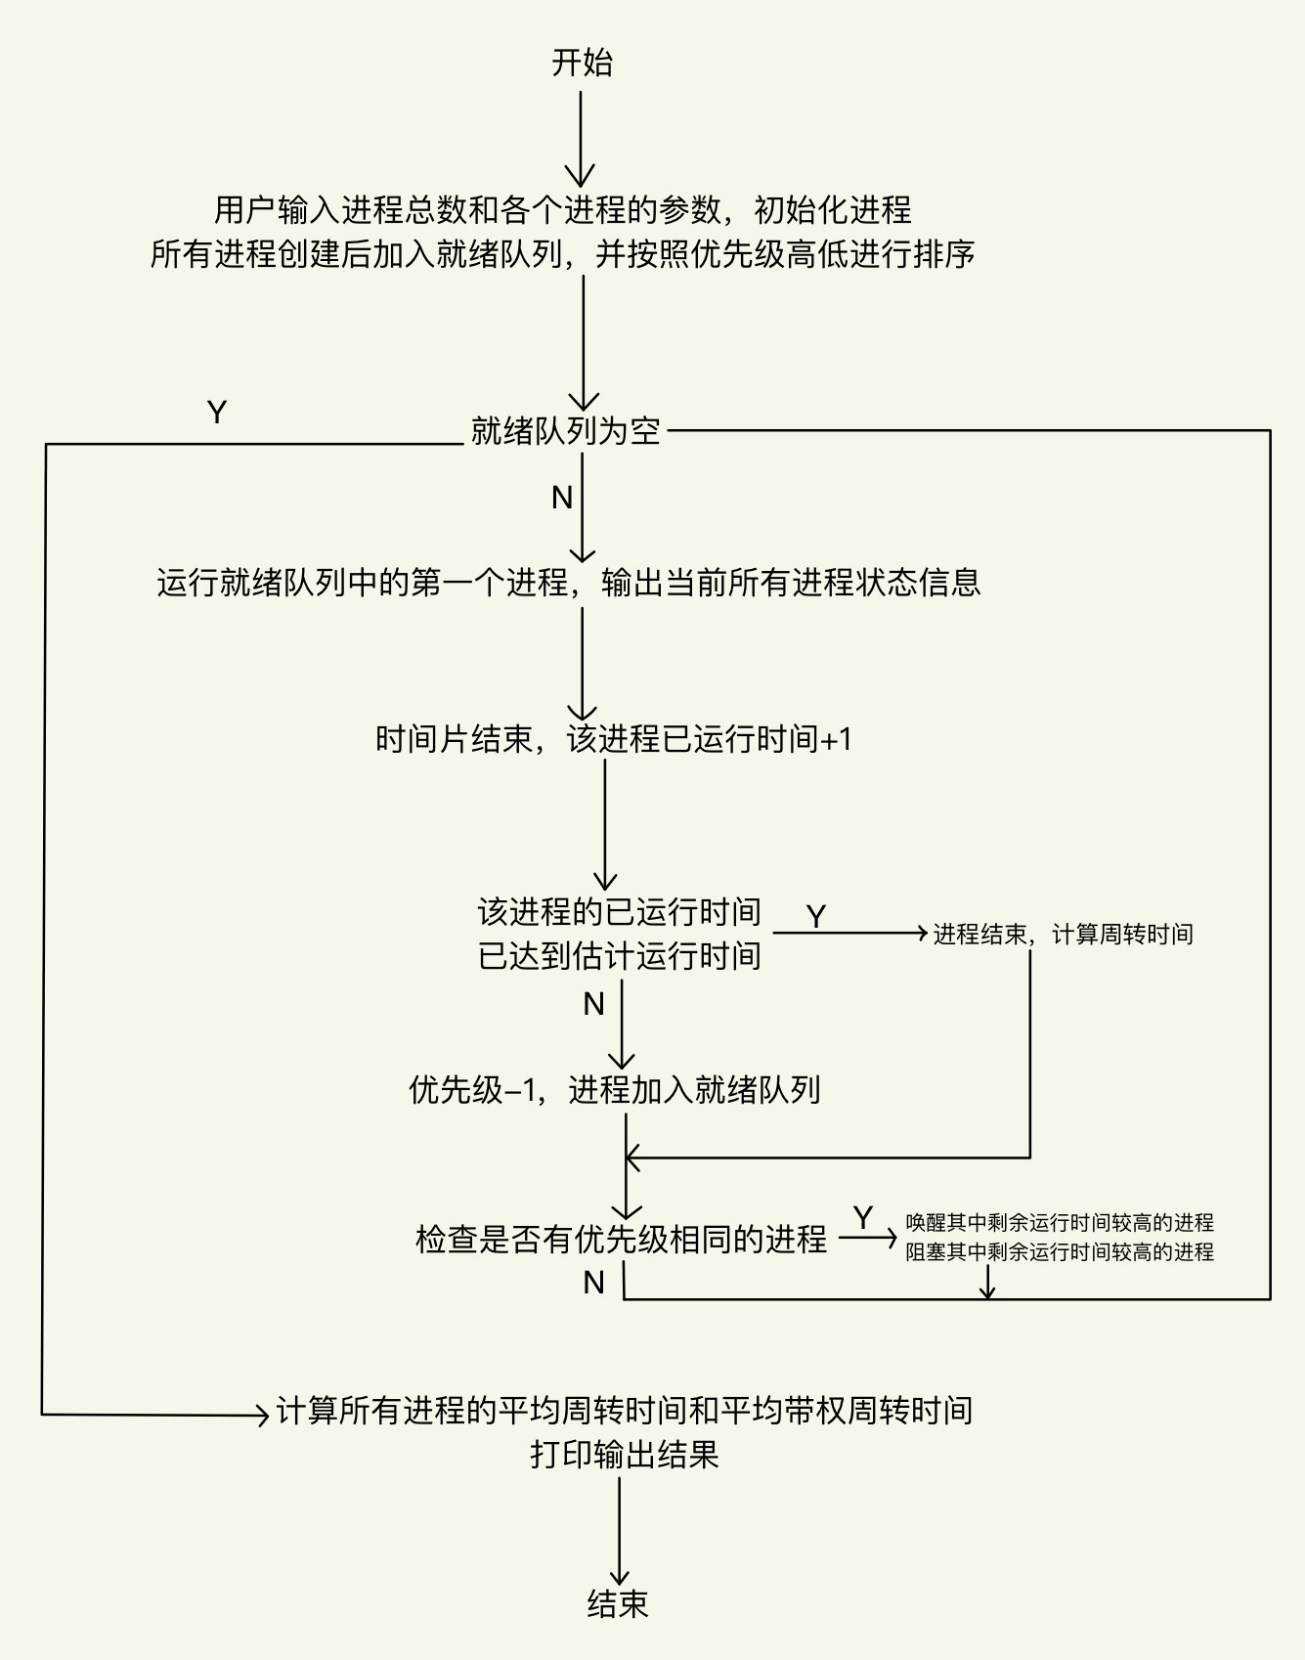 开始
用户输入进程总数和各个进程的参数，初始化进程
所有进程创建后加入就绪队列，并按照优先级高低进行排序
Y
就绪队列为空
N
运行就绪队列中的第一个进程，输出当前所有进程状态信息
时间片结束，该进程已运行时间+1
该进程的已运行时间
已达到估计运行时间
Y
进程结束，计算周转时间
N
优先级–1，进程加入就绪队列
检查是否有优先级相同的进程
Y
唤醒其中剩余运行时间较高的进程
阻塞其中剩余运行时间较高的进程
N
计算所有进程的平均周转时间和平均带权周转时间
打印输出结果
结束